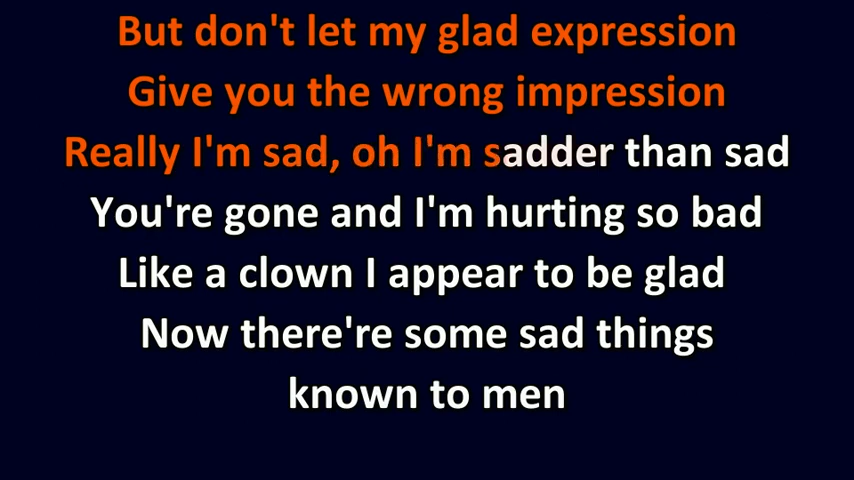 But don't let my glad expression
Give you the wrong impression
Really I'm sad, oh I'm sadder than sad
You're gone and I'm hurting so bad
Like a clown I appear to be glad
Now there're some sad things
known to men